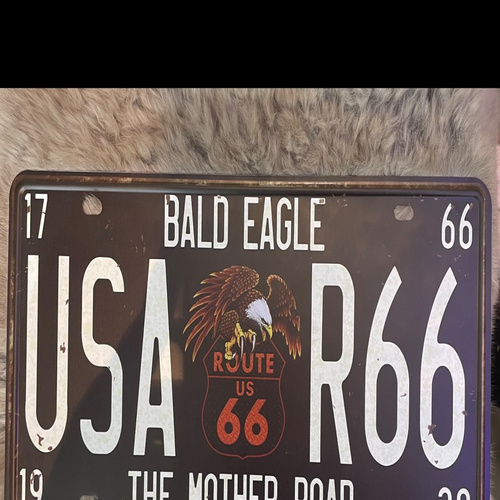 17 BALD EAGLE 66
USA R66
ROUTE
US
66
19 THE MOTHER ROAD